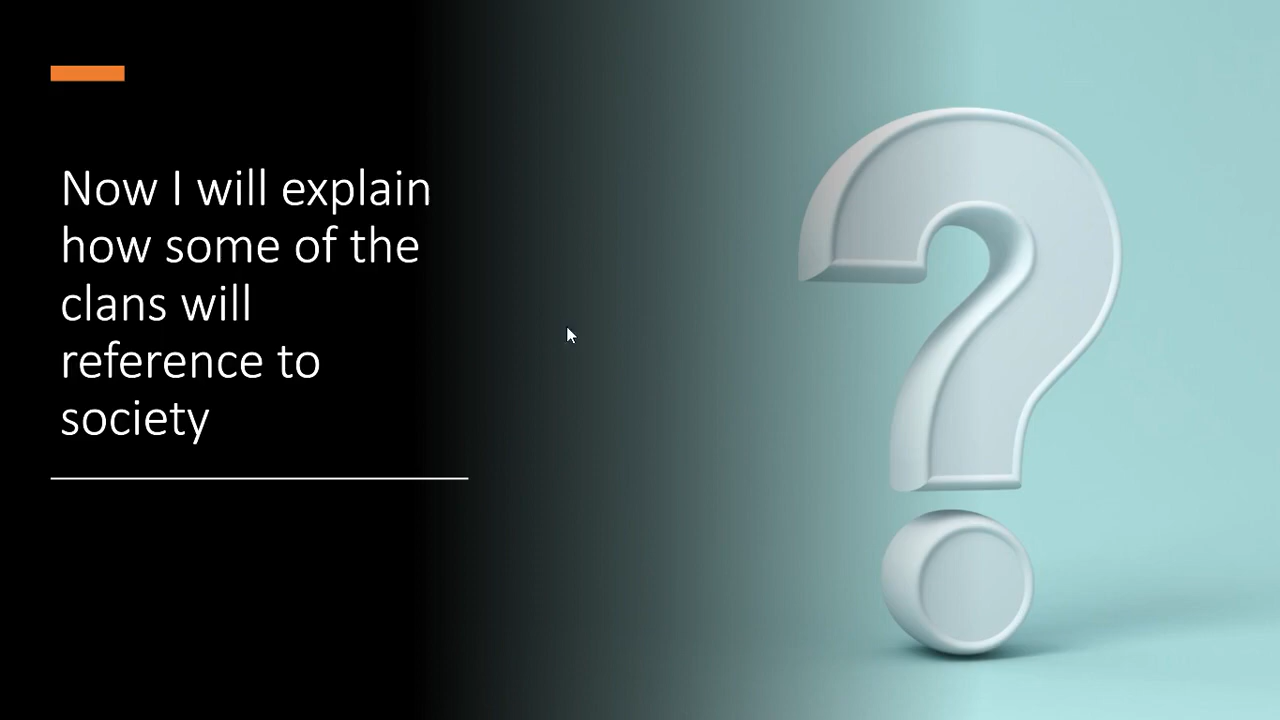 Now I will explain
how some of the
clans will
reference to
society